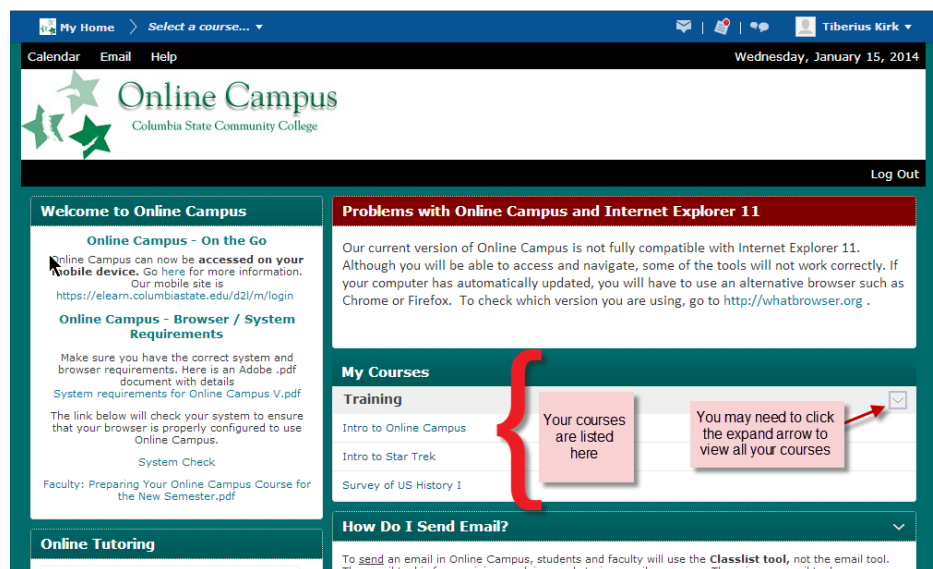 My Home
Select a course...
Tiberius Kirk
Calendar Email Help
Wednesday, January 15, 2014
Online Campus
Columbia State Community College
Log Out
Welcome to Online Campus
Online Campus - On the Go
Online Campus can now be accessed on your
mobile device. Go here for more information.
Our mobile site is
https://elearn.columbiastate.edu/d2l/m/login
Online Campus - Browser / System
Requirements
Make sure you have the correct system and
browser requirements. Here is an Adobe .pdf
document with details
System requirements for Online Campus V.pdf
The link below will check your system to ensure
that your browser is properly configured to use
Online Campus.
System Check
Faculty: Preparing Your Online Campus Course for
the New Semester.pdf
Online Tutoring
Problems with Online Campus and Internet Explorer 11
Our current version of Online Campus is not fully compatible with Internet Explorer 11.
Although you will be able to access and navigate, some of the tools will not work correctly. If
your computer has automatically updated, you will have to use an alternative browser such as
Chrome or Firefox. To check which version you are using, go to http://whatbrowser.org .
My Courses
Training
Intro to Online Campus
Intro to Star Trek
Survey of US History I
Your courses
are listed
here
You may need to click
the expand arrow to
view all your courses
How Do I Send Email?
To send an email in Online Campus, students and faculty will use the Classlist tool, not the email tool.